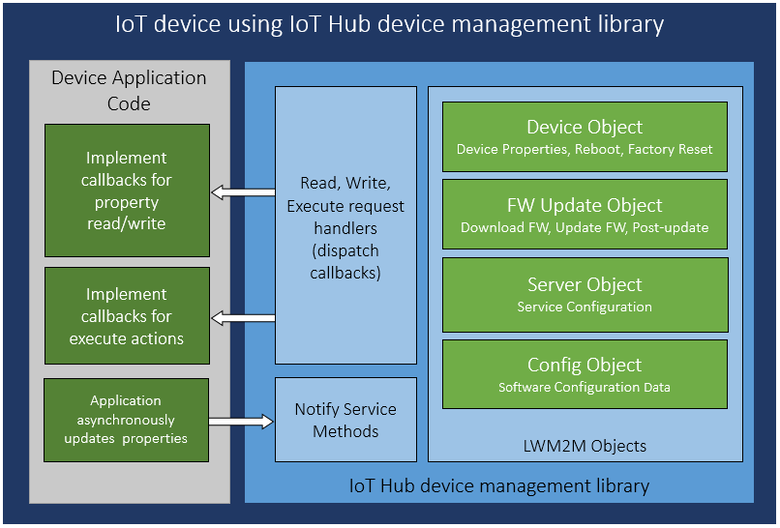 IoT device using IoT Hub device management library
Device Application
Code
Implement
callbacks for
property
read/write
Implement
callbacks for
execute actions
Application
asynchronously
updates properties
Read, Write,
Execute request
handlers
(dispatch
callbacks)
Notify Service
Methods
Device Object
Device Properties, Reboot, Factory Reset
FW Update Object
Download FW, Update FW, Post-update
Server Object
Service Configuration
Config Object
Software Configuration Data
LWM2M Objects
IoT Hub device management library